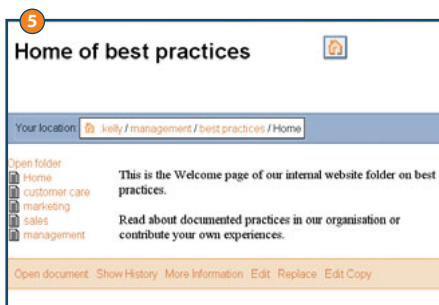 5
Home of best practices
Your location: :kelly / management / best practices / Home
Open folder
Home
customer care
marketing
sales
management
This is the Welcome page of our internal website folder on best
practices.
Read about documented practices in our organisation or
contribute your own experiences.
Open document Show History More Information Edit Replace Edit Copy